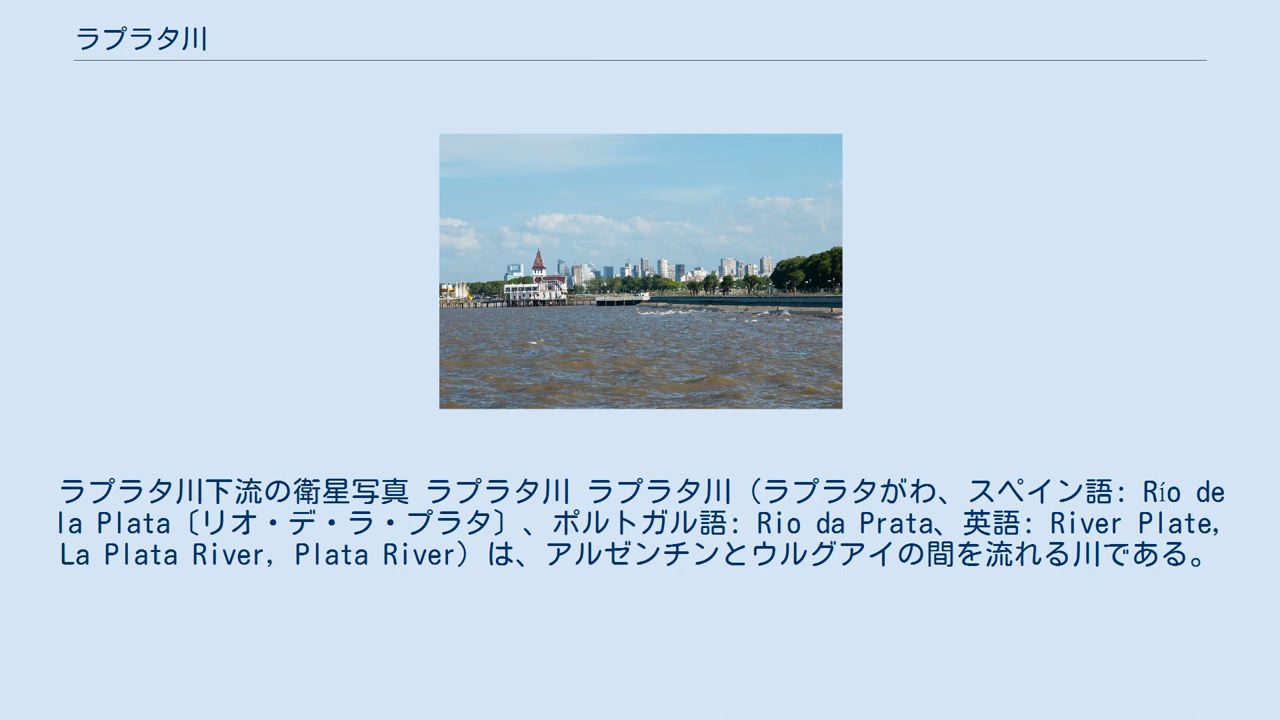 ラプラタ川
ラプラタ川下流の衛星写真 ラプラタ川 ラプラタ川（ラプラタがわ、スペイン語: Río de
la Plata〔リオ・デ・ラ・プラタ〕、ポルトガル語: Rio da Prata、英語: River Plate,
La Plata River, Plata River）は、アルゼンチンとウルグアイの間を流れる川である。